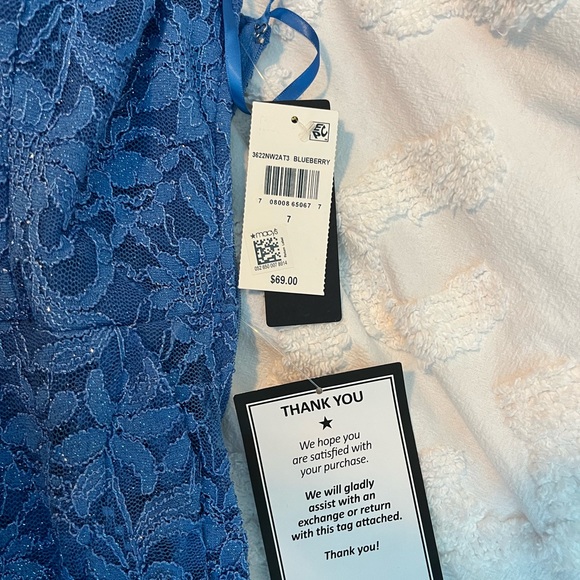 3622NW2AT3 BLUEBERRY
7 08008 65067 7
7
★macy's
$69.00
THANK YOU
★
We hope you
are satisfied with
your purchase.
We will gladly
assist with an
exchange or return
with this tag attached.
Thank you!